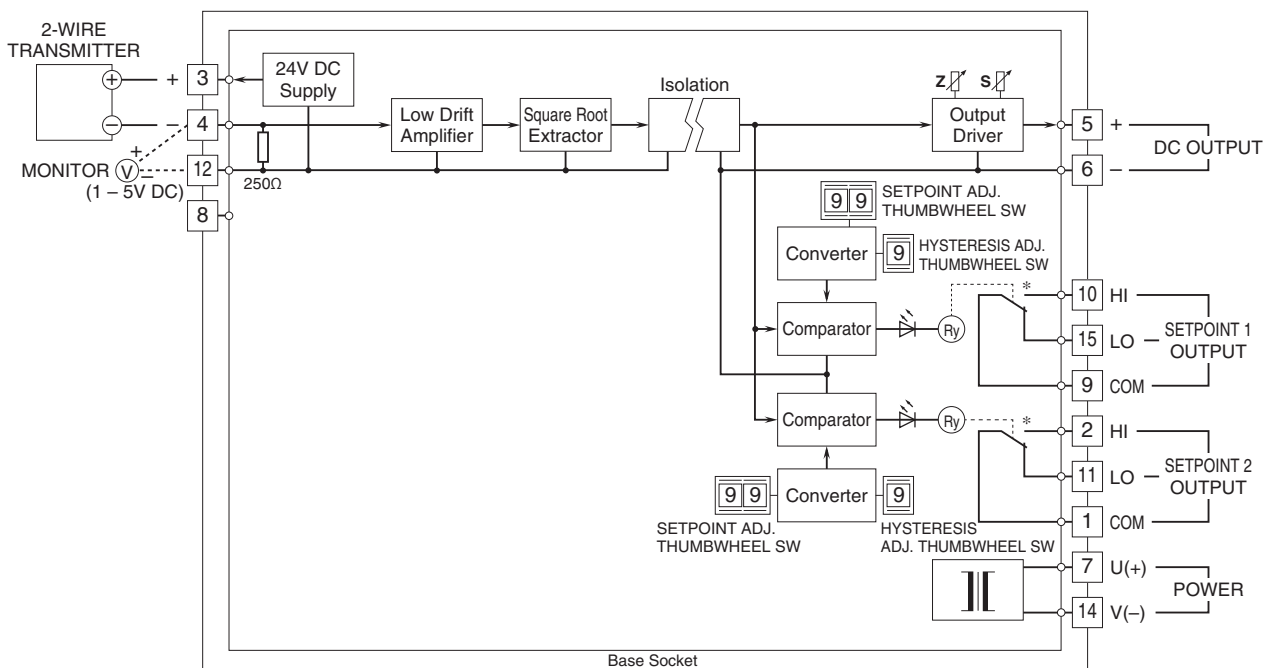 2-WIRE
TRANSMITTER
+
–
+ 3
– 4
+
MONITOR V – 12
(1 – 5V DC)
8
24V DC
Supply
250Ω
Low Drift
Amplifier
Square Root
Extractor
Isolation
Z S
Output
Driver
5 +
DC OUTPUT
6 –
9 9 SETPOINT ADJ.
THUMBWHEEL SW
Converter
9 HYSTERESIS ADJ.
THUMBWHEEL SW
Comparator
Ry
*
10 HI
15 LO
9 COM
SETPOINT 1
OUTPUT
Comparator
Ry
*
2 HI
11 LO
1 COM
SETPOINT 2
OUTPUT
9 9 Converter 9
SETPOINT ADJ.
THUMBWHEEL SW
HYSTERESIS
ADJ. THUMBWHEEL SW
7 U(+)
POWER
14 V(–)
Base Socket